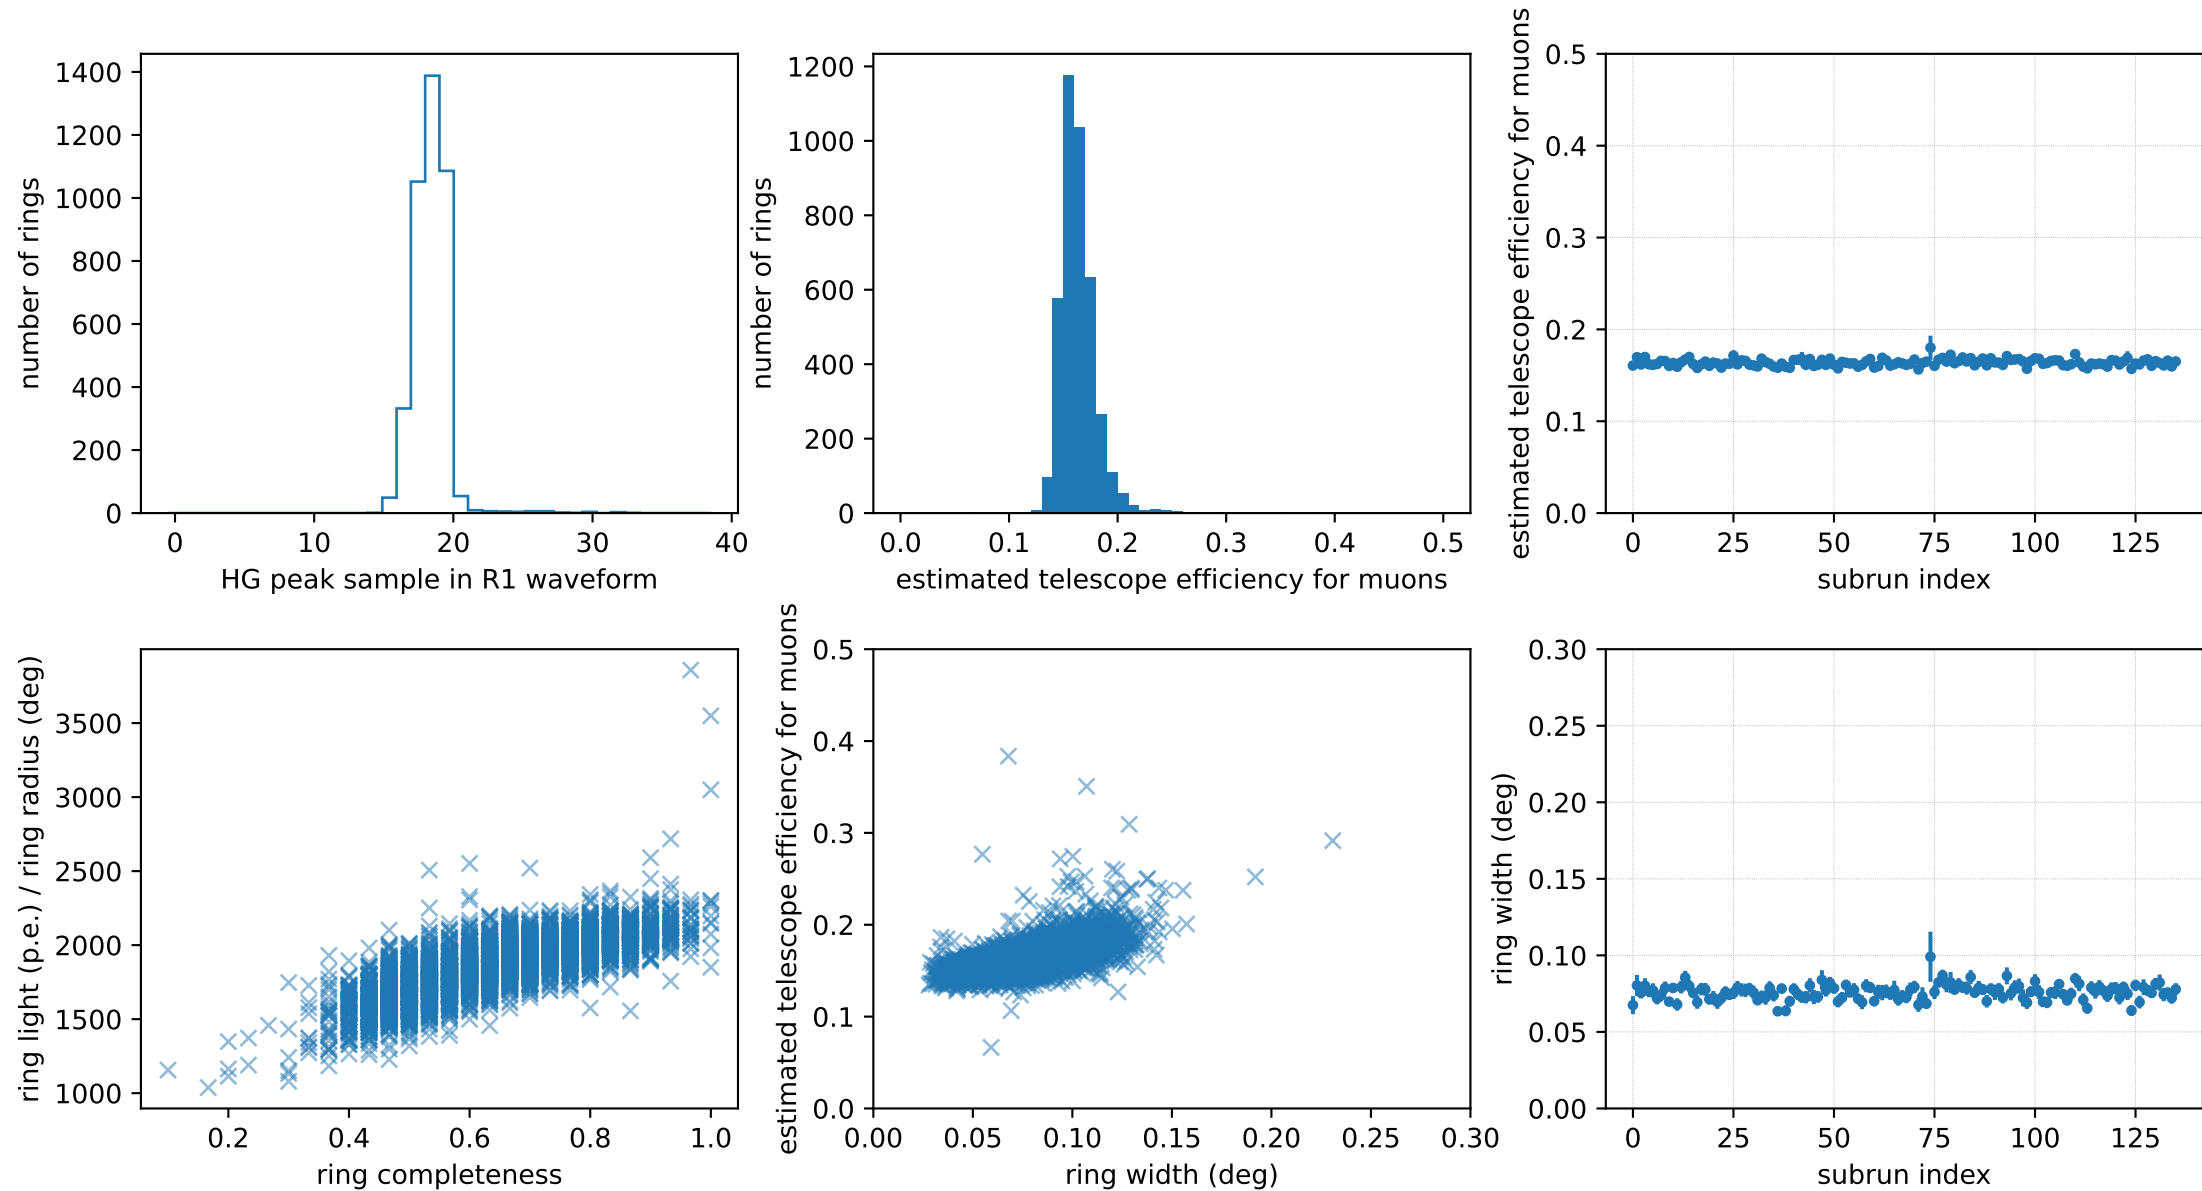 number of rings
1400
1200
1000
800
600
400
200
0
0 10 20 30 40
HG peak sample in R1 waveform
number of rings
1200
1000
800
600
400
200
0
0.0 0.1 0.2 0.3 0.4 0.5
estimated telescope efficiency for muons
estimated telescope efficiency for muons
0.5
0.4
0.3
0.2
0.1
0.0
0 25 50 75 100 125
subrun index
ring light (p.e.) / ring radius (deg)
3500
3000
2500
2000
1500
1000
0.2 0.4 0.6 0.8 1.0
ring completeness
estimated telescope efficiency for muons
0.5
0.4
0.3
0.2
0.1
0.0
0.00 0.05 0.10 0.15 0.20 0.25 0.30
ring width (deg)
ring width (deg)
0.30
0.25
0.20
0.15
0.10
0.05
0.00
0 25 50 75 100 125
subrun index